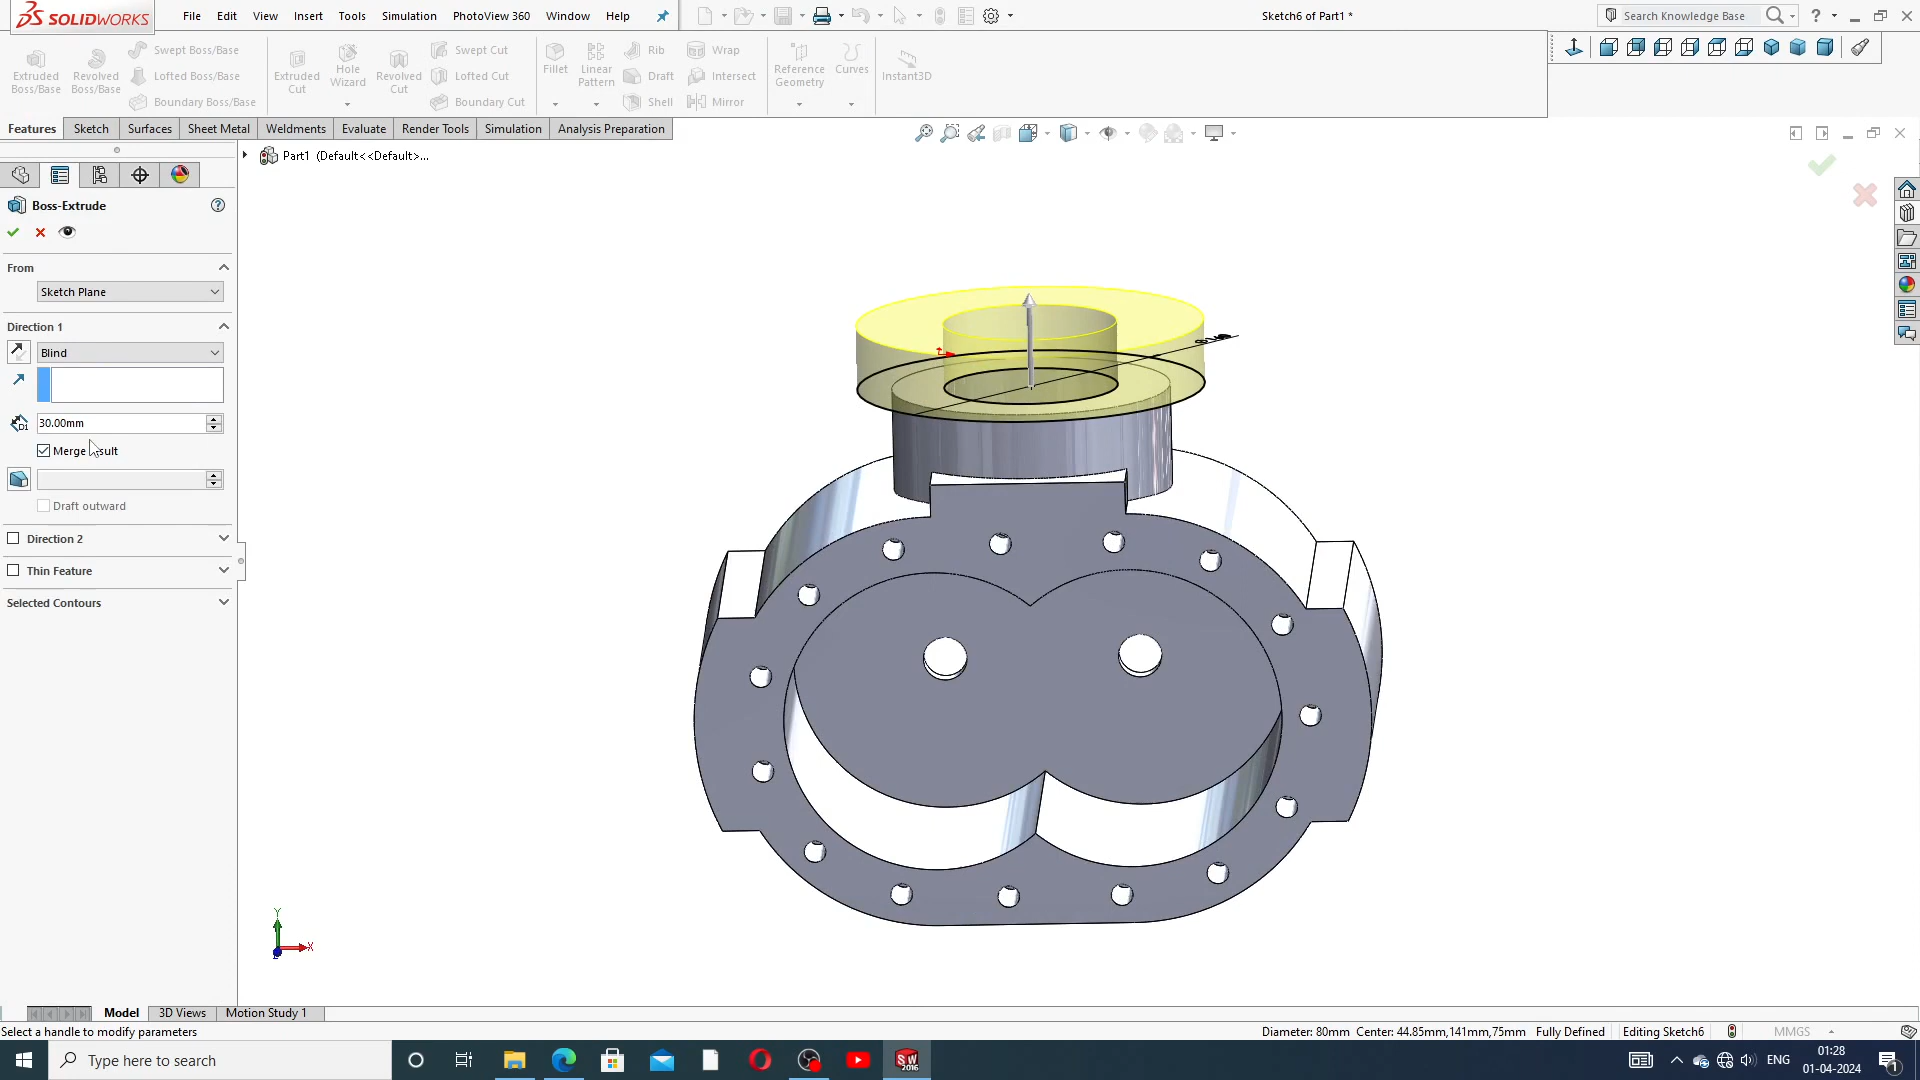 SOLIDWORKS File Edit View Insert Tools Simulation PhotoView 360 Window Help Sketch6 of Part1 * Search Knowledge Base
Extruded Boss/Base Revolved Boss/Base Swept Boss/Base Lofted Boss/Base Boundary Boss/Base
Extruded Cut Hole Wizard Revolved Cut Swept Cut Lofted Cut Boundary Cut
Fillet Linear Pattern Rib Draft Shell Wrap Intersect Mirror
Reference Geometry Curves Instant3D
Features Sketch Surfaces Sheet Metal Weldments Evaluate Render Tools Simulation Analysis Preparation
Part1 (Default<<Default>...
Boss-Extrude
From
Sketch Plane
Direction 1
Blind
D1
30.00mm
Draft outward
Direction 2
Thin Feature
Selected Contours
Y
X
Z
Model 3D Views Motion Study 1
Select a handle to modify parameters Diameter: 80mm Center: 44.85mm,141mm,75mm Fully Defined Editing Sketch6 MMGS
Type here to search
SW 2016
ENG
01:28
01-04-2024
1